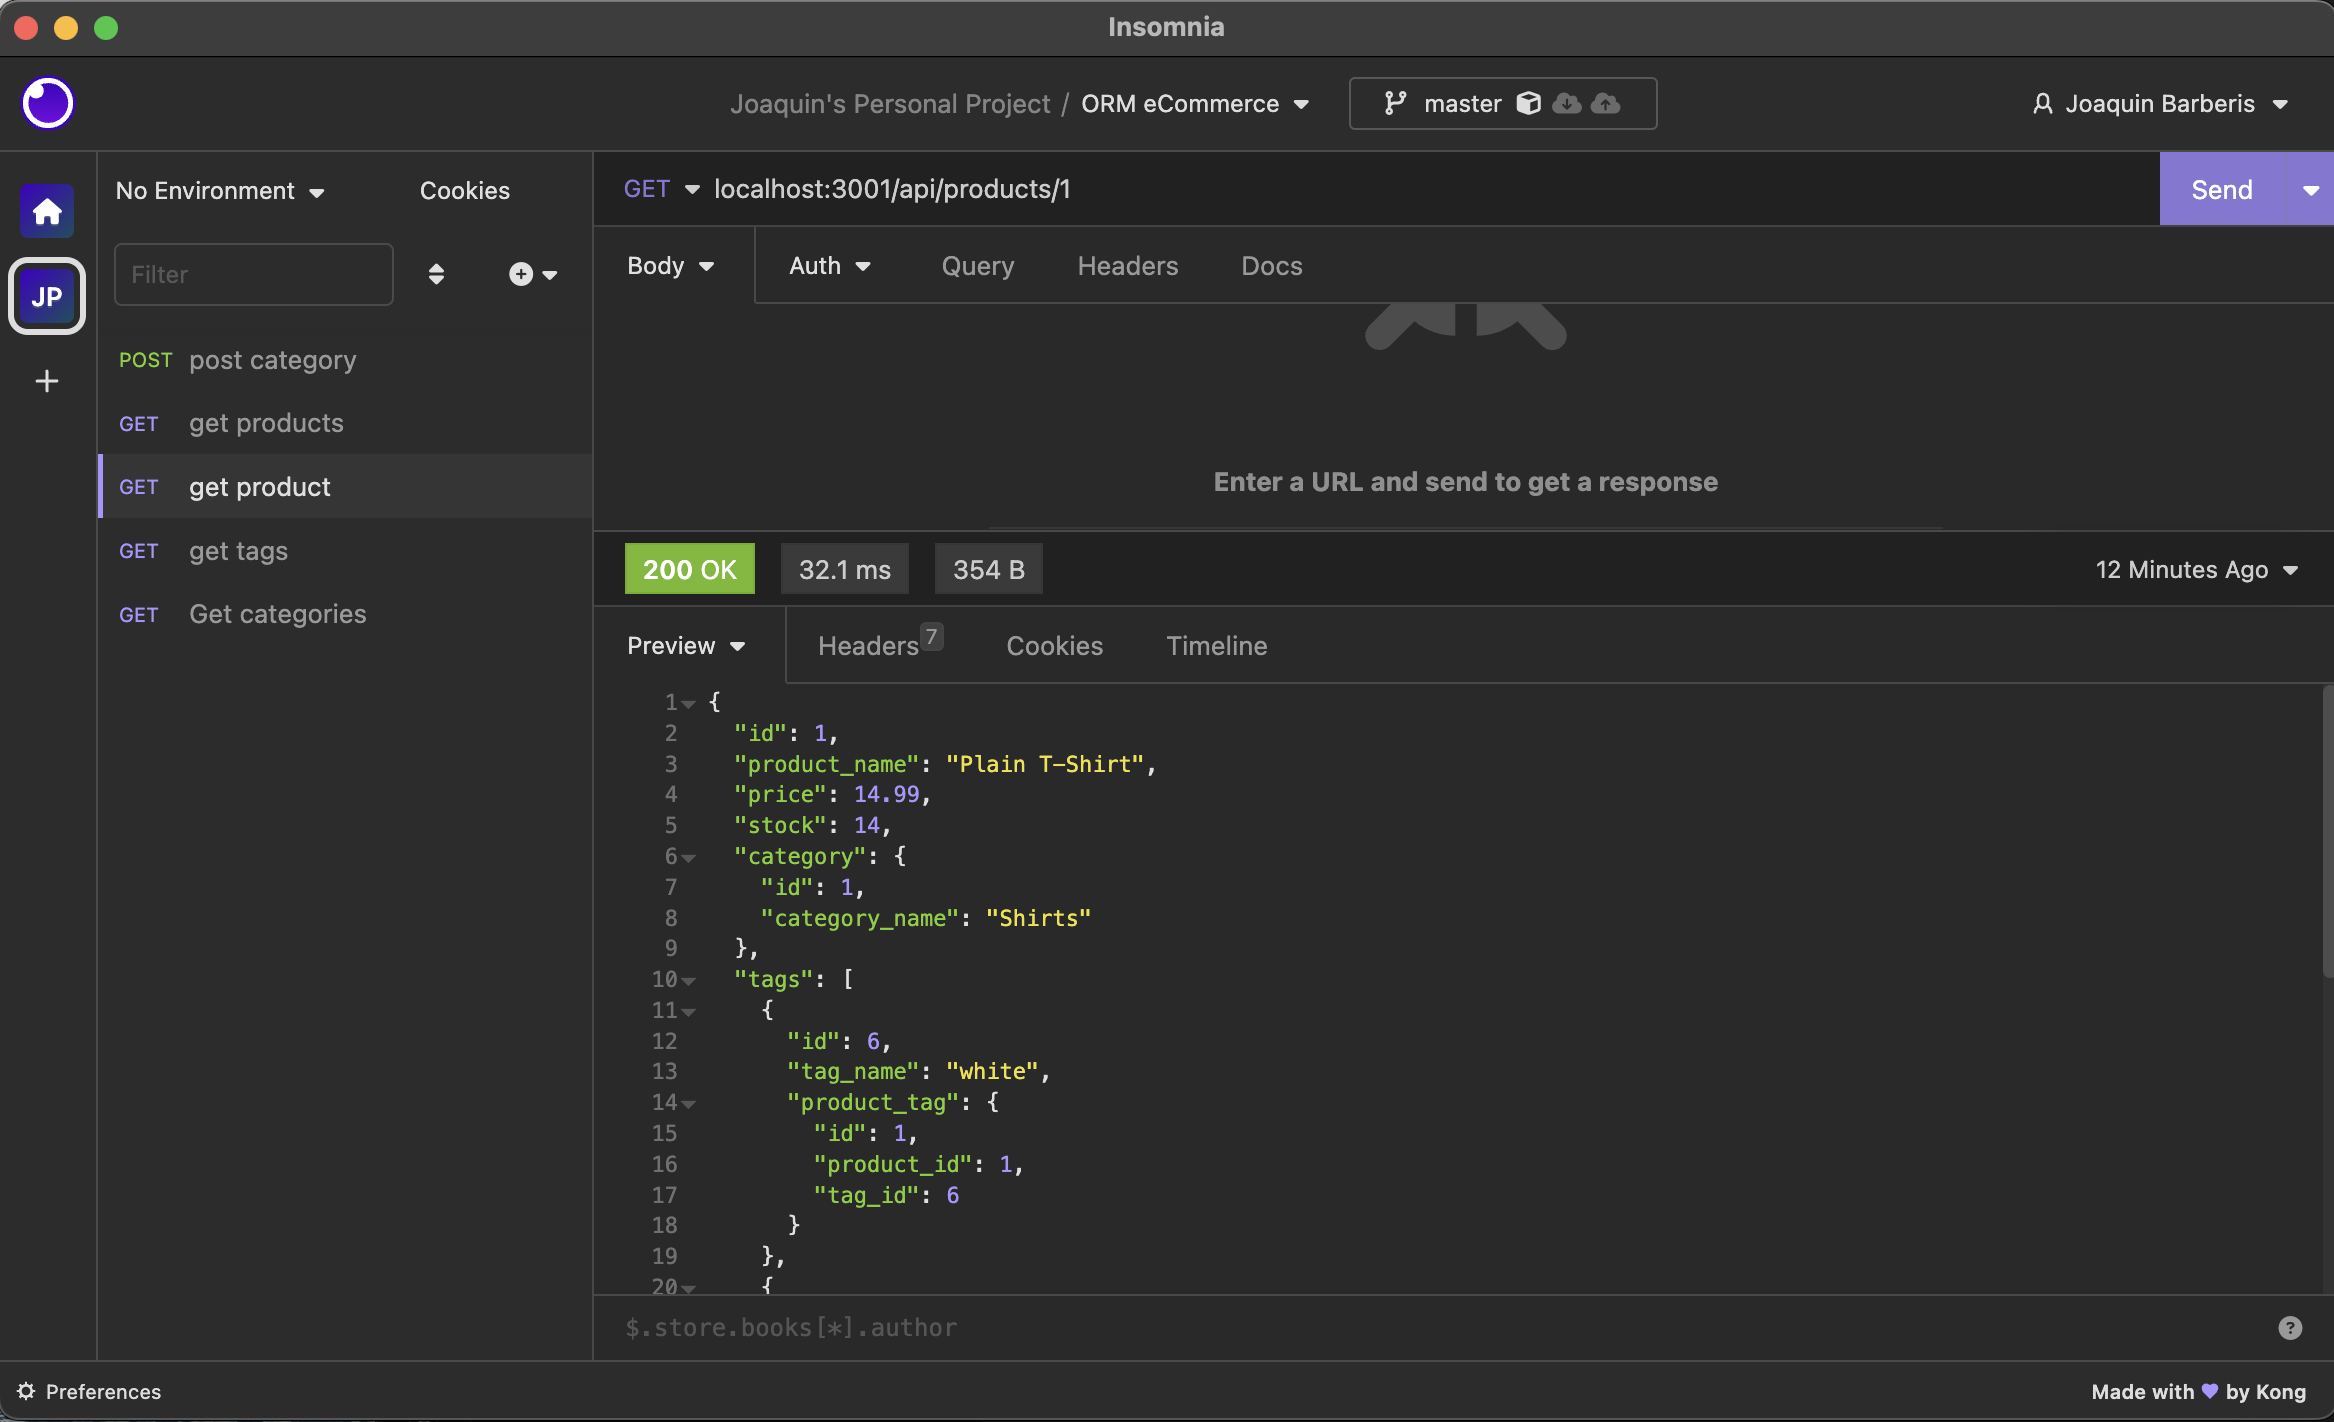 Insomnia
Joaquin's Personal Project / ORM eCommerce
master
Joaquin Barberis
No Environment
Cookies
GET localhost:3001/api/products/1
Send
JP
Filter
Body
Auth
Query
Headers
Docs
POST post category
GET get products
GET get product
GET get tags
GET Get categories
Enter a URL and send to get a response
200 OK
32.1 ms
354 B
12 Minutes Ago
Preview
Headers 7
Cookies
Timeline
1 {
2 "id": 1,
3 "product_name": "Plain T-Shirt",
4 "price": 14.99,
5 "stock": 14,
6 "category": {
7 "id": 1,
8 "category_name": "Shirts"
9 },
10 "tags": [
11 {
12 "id": 6,
13 "tag_name": "white",
14 "product_tag": {
15 "id": 1,
16 "product_id": 1,
17 "tag_id": 6
18 }
19 },
20 {
$.store.books[*].author
?
Preferences
Made with 💜 by Kong